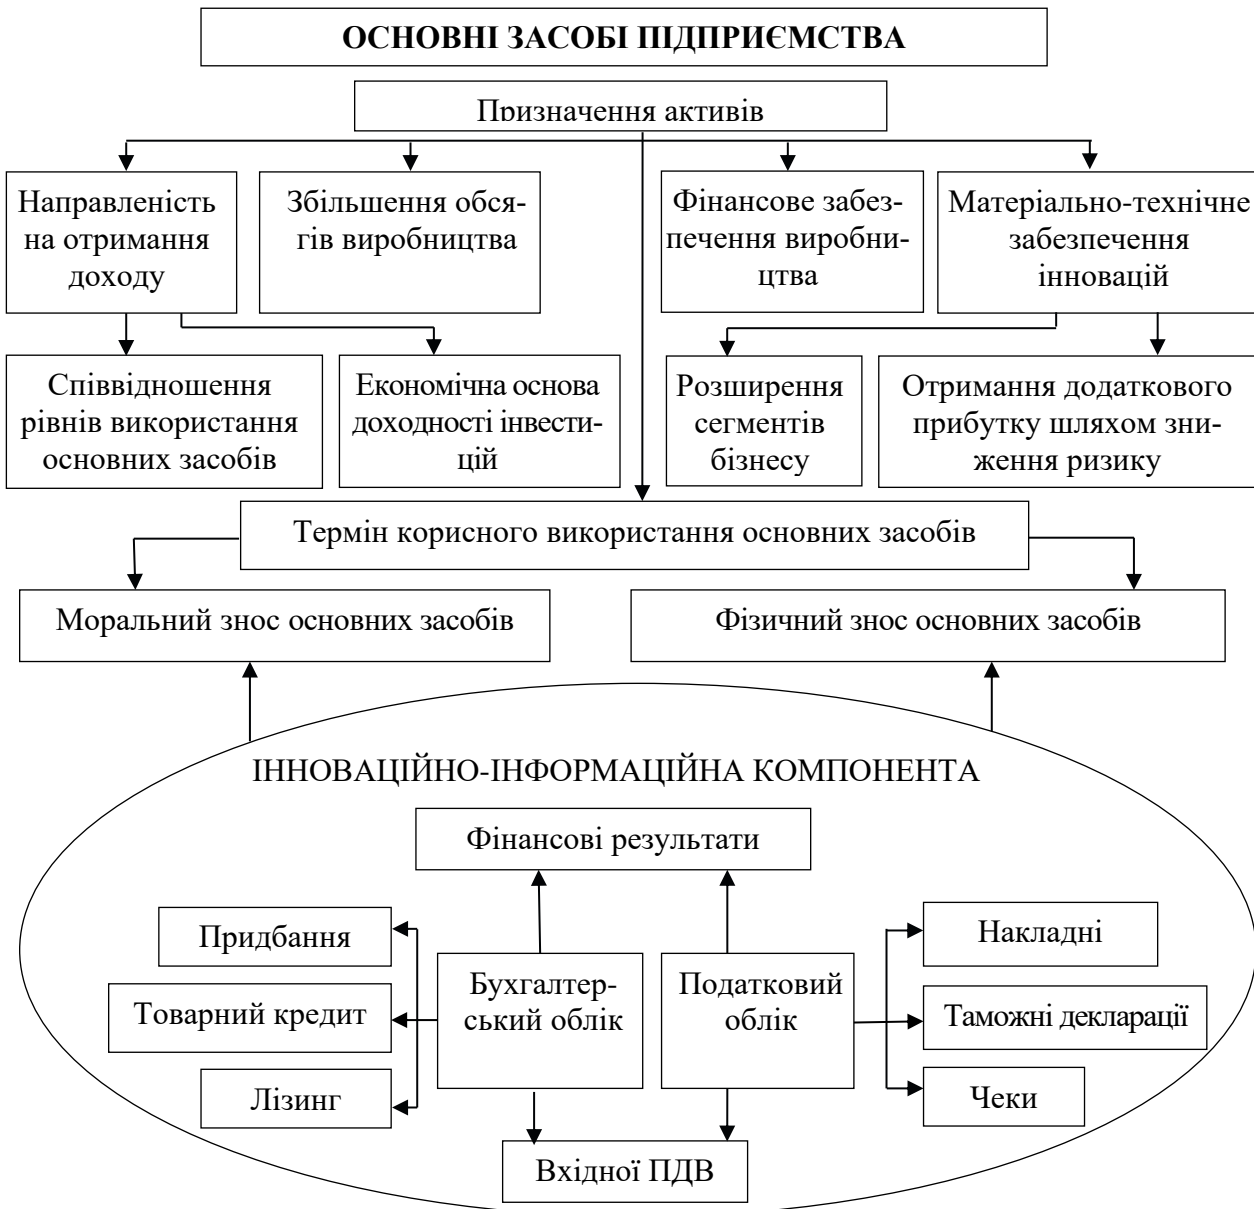 ОСНОВНІ ЗАСОБІ ПІДПРИЄМСТВА
Призначення активів
Направленість
на отримання
доходу
Збільшення обся-
гів виробництва
Фінансове забез-
печення виробни-
цтва
Матеріально-технічне
забезпечення
інновацій
Співвідношення
рівнів використання
основних засобів
Економічна основа
доходності інвести-
цій
Розширення
сегментів
бізнесу
Отримання додаткового
прибутку шляхом зни-
ження ризику
Термін корисного використання основних засобів
Моральний знос основних засобів
Фізичний знос основних засобів
ІННОВАЦІЙНО-ІНФОРМАЦІЙНА КОМПОНЕНТА
Фінансові результати
Придбання
Товарний кредит
Лізинг
Бухгалтер-
ський облік
Податковий
облік
Накладні
Таможні декларації
Чеки
Вхідної ПДВ